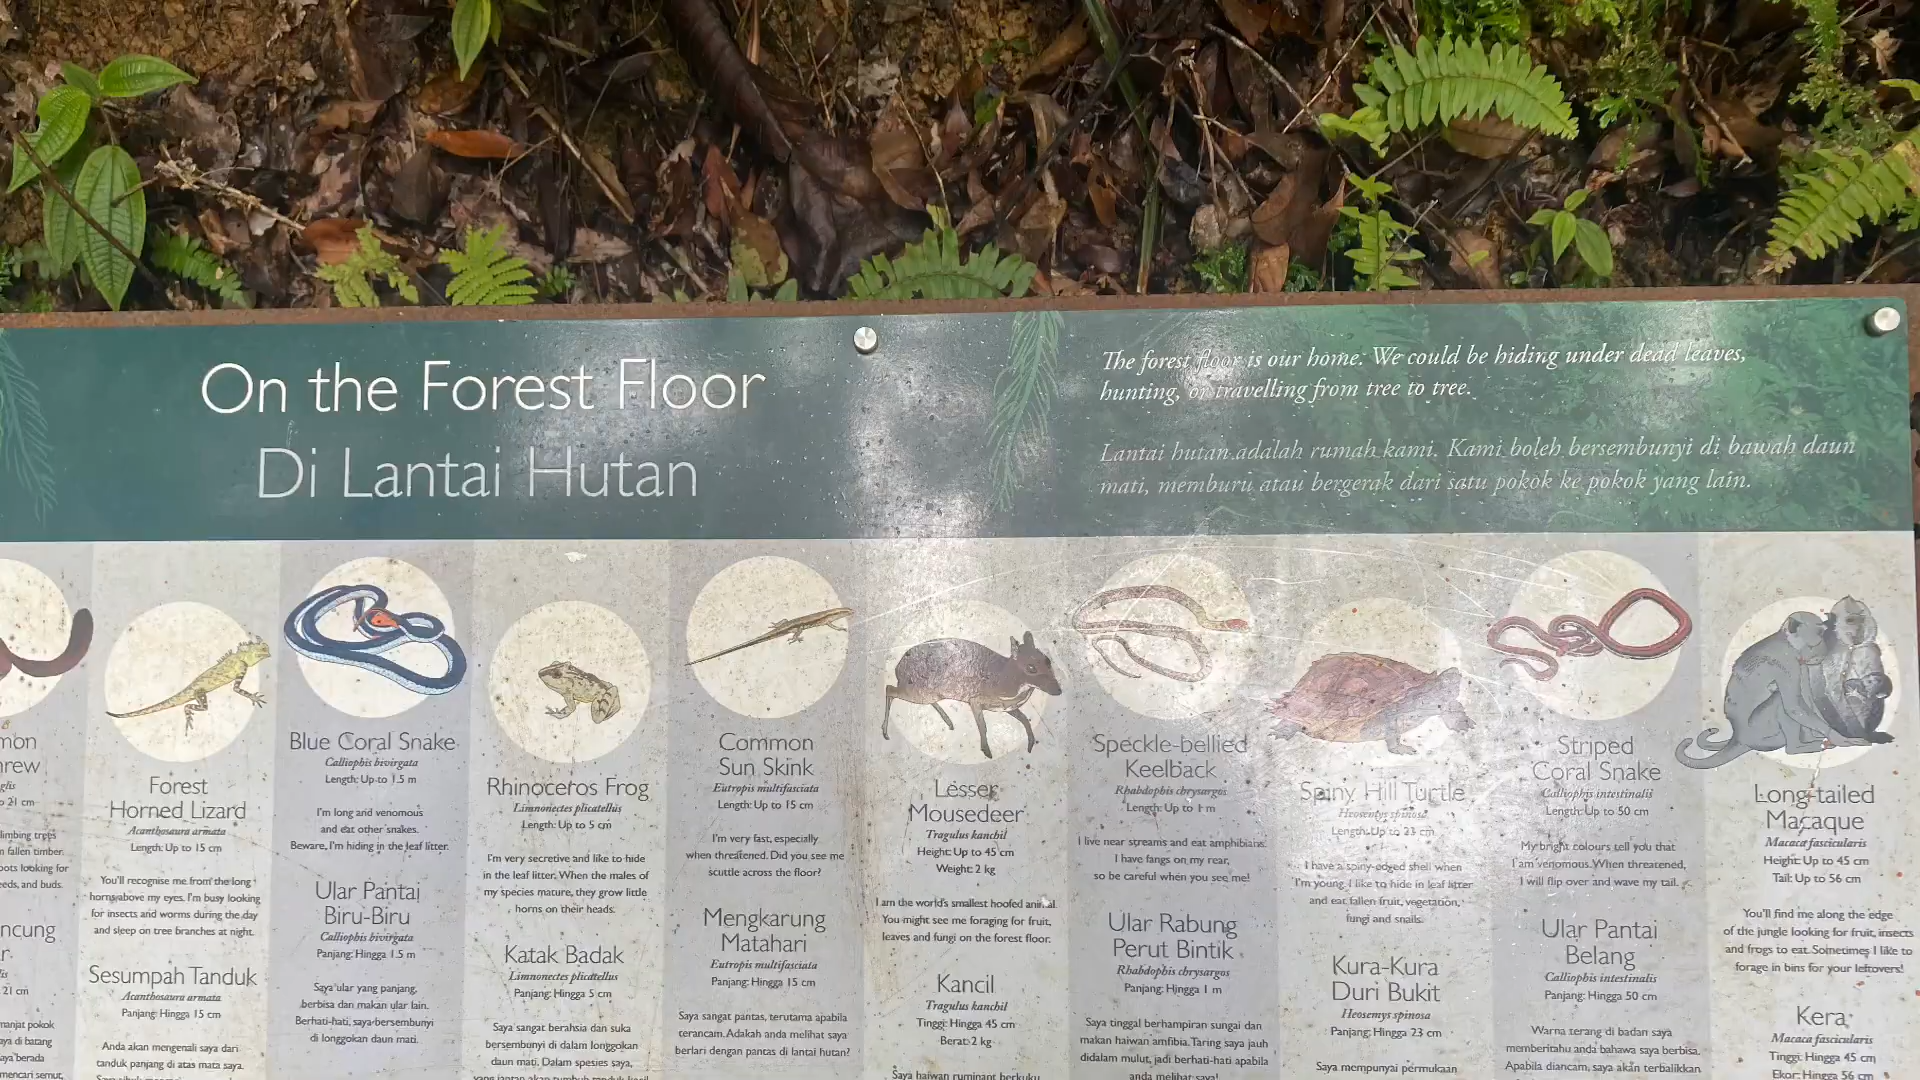 On the Forest Floor
Di Lantai Hutan
The forest floor is our home. We could be hiding under dead leaves,
hunting, or travelling from tree to tree.
Lantai hutan adalah rumah kami. Kami boleh bersembunyi di bawah daun
mati, memburu atau bergerak dari satu pokok ke pokok yang lain.
Forest
Horned Lizard
Acanthosaura armata
Length: Up to 15 cm
You'll recognise me from the long
horns above my eyes. I'm busy looking
for insects and worms during the day
and sleep on tree branches at night.
Sesumpah Tanduk
Acanthosaura armata
Panjang: Hingga 15 cm
Anda akan mengenali saya dari
tanduk panjang di atas mata saya.
Blue Coral Snake
Calliophis bivirgata
Length: Up to 1.5 m
I'm long and venomous
and eat other snakes.
Beware, I'm hiding in the leaf litter.
Ular Pantai
Biru-Biru
Calliophis bivirgata
Panjang: Hingga 1.5 m
Saya ular yang panjang,
berbisa dan makan ular lain.
Berhati-hati, saya bersembunyi
di longgokan daun mati.
Rhinoceros Frog
Limnonectes plicatellus
Length: Up to 5 cm
I'm very secretive and like to hide
in the leaf litter. When the males of
my species mature, they grow little
horns on their heads.
Katak Badak
Limnonectes plicatellus
Panjang: Hingga 5 cm
Saya sangat berahsia dan suka
bersembunyi di dalam longgokan
daun mati. Dalam spesies saya,
Common
Sun Skink
Eutropis multifasciata
Length: Up to 15 cm
I'm very fast, especially
when threatened. Did you see me
scuttle across the floor?
Mengkarung
Matahari
Eutropis multifasciata
Panjang: Hingga 15 cm
Saya sangat pantas, terutama apabila
terancam. Adakah anda melihat saya
berlari dengan pantas di lantai hutan?
Lesser
Mousedeer
Tragulus kanchil
Height: Up to 45 cm
Weight: 2 kg
I am the world's smallest hoofed animal.
You might see me foraging for fruit,
leaves and fungi on the forest floor.
Kancil
Tragulus kanchil
Tinggi: Hingga 45 cm
Berat: 2 kg
Saya haiwan ruminant berkuku
Speckle-bellied
Keelback
Rhabdophis chrysargos
Length: Up to 1 m
I live near streams and eat amphibians.
I have fangs on my rear,
so be careful when you see me!
Ular Rabung
Perut Bintik
Rhabdophis chrysargos
Panjang: Hingga 1 m
Saya tinggal berhampiran sungai dan
makan haiwan amfibia. Taring saya jauh
didalam mulut, jadi berhati-hati apabila
anda melihat saya!
Spiny Hill Turtle
Heosemys spinosa
Length: Up to 23 cm
I have a spiny-edged shell when
I'm young. I like to hide in leaf litter
and eat fallen fruit, vegetation,
fungi and snails.
Kura-Kura
Duri Bukit
Heosemys spinosa
Panjang: Hingga 23 cm
Saya mempunyai permukaan
Striped
Coral Snake
Calliophis intestinalis
Length: Up to 50 cm
My bright colours tell you that
I am venomous. When threatened,
I will flip over and wave my tail.
Ular Pantai
Belang
Calliophis intestinalis
Panjang: Hingga 50 cm
Warna terang di badan saya
memberitahu anda bahawa saya berbisa.
Apabila diancam, saya akan terbalikkan
Long-tailed
Macaque
Macaca fascicularis
Height: Up to 45 cm
Tail: Up to 56 cm
You'll find me along the edge
of the jungle looking for fruit, insects
and frogs to eat. Sometimes I like to
forage in bins for your leftovers!
Kera
Macaca fascicularis
Tinggi: Hingga 45 cm
Ekor: Hingga 56 cm